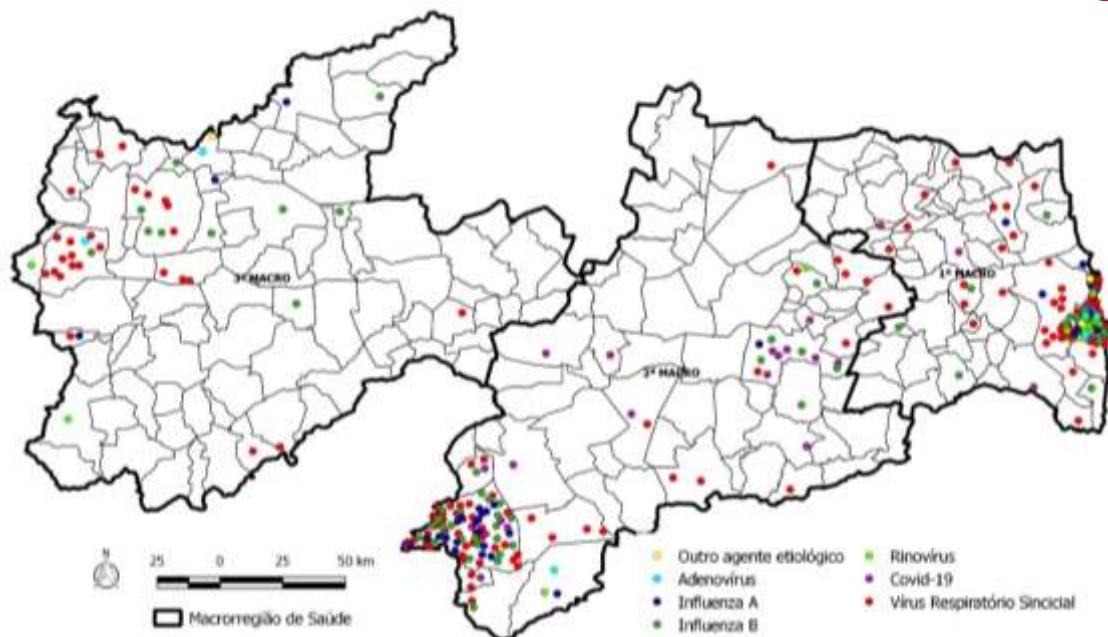 3ª MACRO
1ª MACRO
2ª MACRO
N
25 0 25 50 km
Macrorregião de Saúde
Outro agente etiológico
Adenovírus
Influenza A
Influenza B
Rinovírus
Covid-19
Vírus Respiratório Sincicial